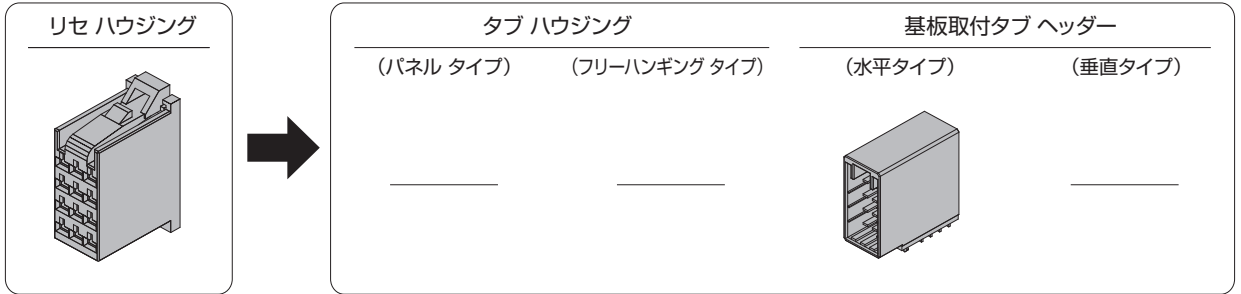 リセ ハウジング
タブ ハウジング
基板取付タブ ヘッダー
（パネル タイプ）
（フリーハンギング タイプ）
（水平タイプ）
（垂直タイプ）